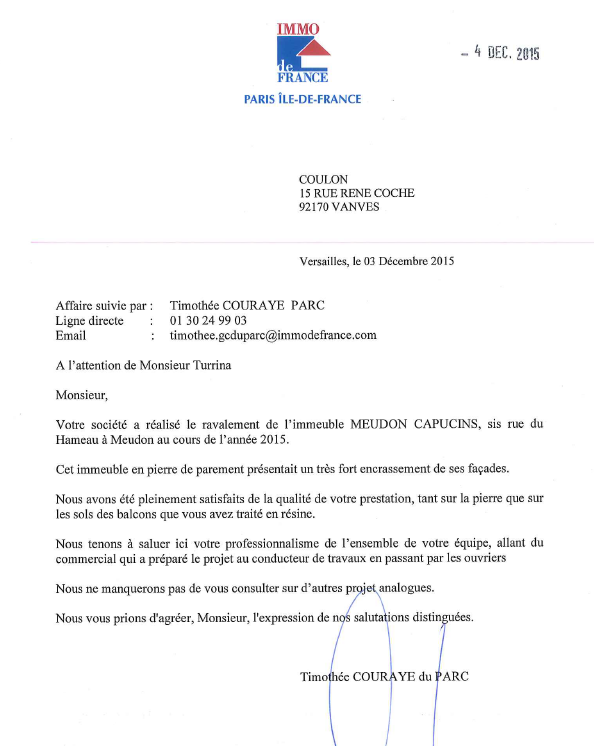 IMMO
de
FRANCE
PARIS ÎLE-DE-FRANCE
- 4 DEC. 2015
COULON
15 RUE RENE COCHE
92170 VANVES
Versailles, le 03 Décembre 2015
Affaire suivie par : Timothée COURAYE PARC
Ligne directe : 01 30 24 99 03
Email : timothee.gcduparc@immodefrance.com
A l'attention de Monsieur Turrina
Monsieur,
Votre société a réalisé le ravalement de l'immeuble MEUDON CAPUCINS, sis rue du
Hameau à Meudon au cours de l'année 2015.
Cet immeuble en pierre de parement présentait un très fort encrassement de ses façades.
Nous avons été pleinement satisfaits de la qualité de votre prestation, tant sur la pierre que sur
les sols des balcons que vous avez traité en résine.
Nous tenons à saluer ici votre professionnalisme de l'ensemble de votre équipe, allant du
commercial qui a préparé le projet au conducteur de travaux en passant par les ouvriers
Nous ne manquerons pas de vous consulter sur d'autres projet analogues.
Nous vous prions d'agréer, Monsieur, l'expression de nos salutations distinguées.
Timothée COURAYE du PARC